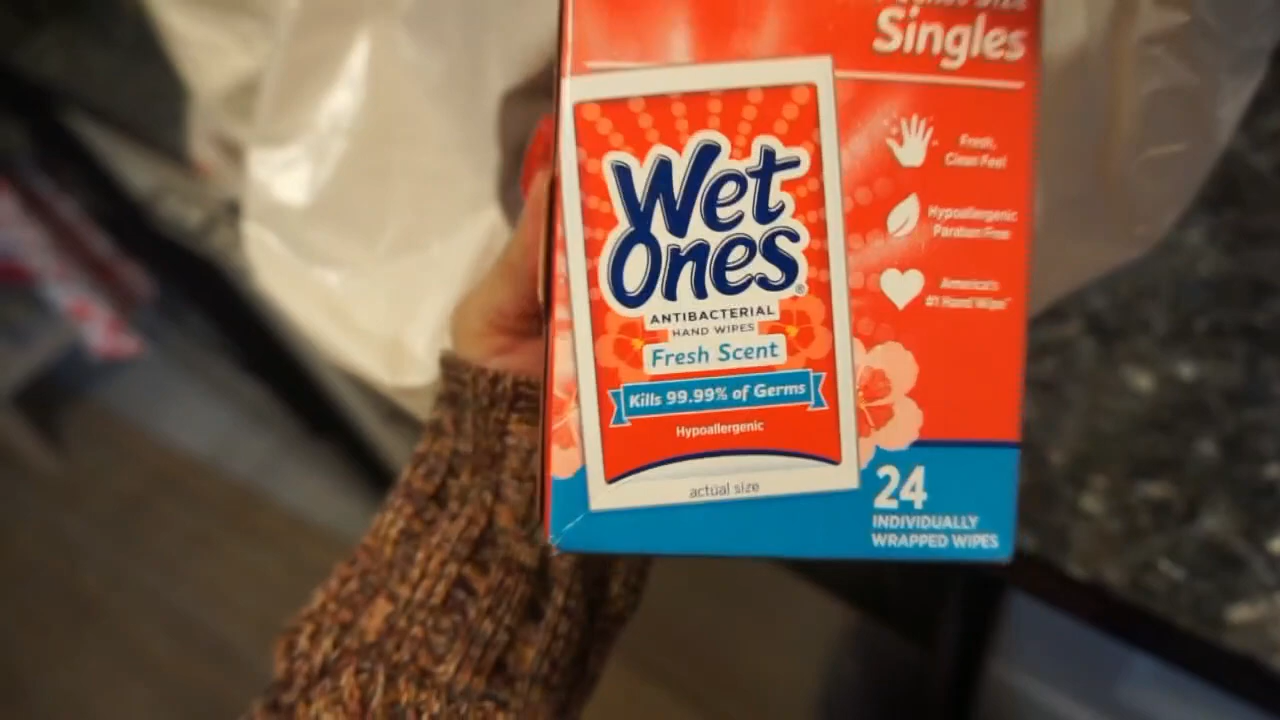 Singles
Wet
Ones®
ANTIBACTERIAL
HAND WIPES
Fresh Scent
Kills 99.99% of Germs
Hypoallergenic
actual size
Fresh,
Clean Feel
Hypoallergenic
Paraben Free
America's
#1 Hand Wipe
24
INDIVIDUALLY
WRAPPED WIPES